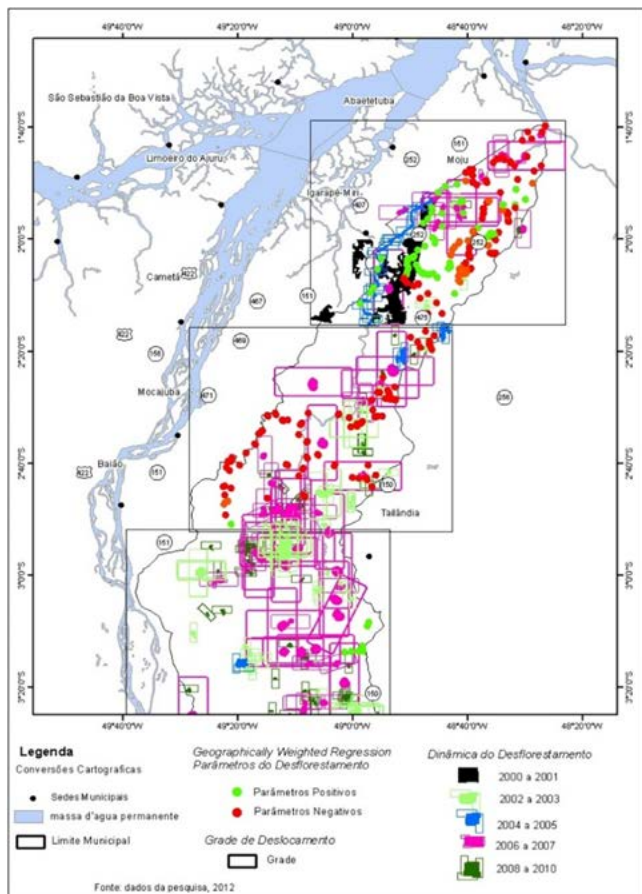 49°40'0"S 49°20'0"S 49°0'0"S 48°40'0"S 48°20'0"S
São Sebastião da Boa Vista
Abaetetuba
1°40'0"S
1°40'0"S
Limoeiro do Ajuru
Moju
151
252
Igarapé-Miri
407
2°0'0"S
252
252
2°0'0"S
Cametá
422
467
151
475
2°20'0"S
422
156
469
2°20'0"S
Mocajuba
471
256
2°40'0"S
Baião
422
151
150
2°40'0"S
Tailândia
151
3°0'0"S
3°0'0"S
3°20'0"S
150
3°20'0"S
49°40'0"S 49°20'0"S 49°0'0"S 48°40'0"S 48°20'0"S
Legenda
Conversões Cartograficas
Sedes Municipais
massa d'agua permanente
Limite Municipal
Geographically Weighted Regression
Parâmetros do Desflorestamento
Parâmetros Positivos
Parâmetros Negativos
Grade de Deslocamento
Grade
Dinâmica do Desflorestamento
2000 a 2001
2002 a 2003
2004 a 2005
2006 a 2007
2008 a 2010
Fonte: dados da pesquisa, 2012